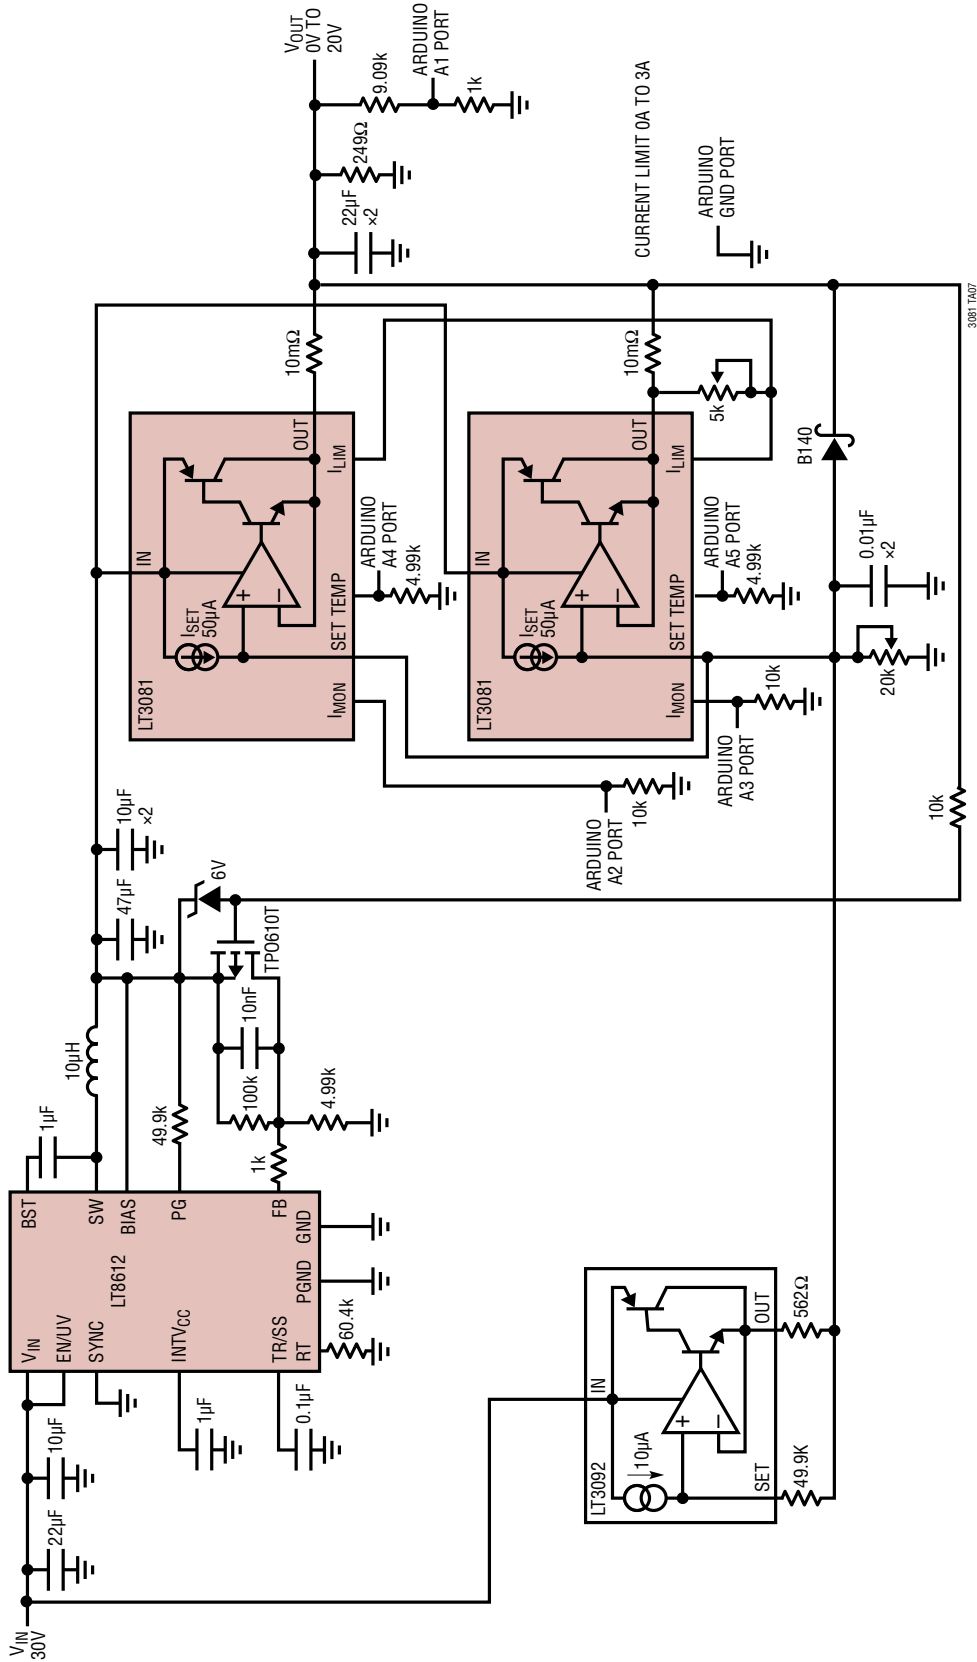 VIN
30V
22µF
10µF
VIN
EN/UV
SYNC
INTVCC
TR/SS
RT
LT8612
BST
SW
BIAS
PG
FB
GND
PGND
1µF
0.1µF
60.4k
1µF
10µH
49.9k
1k
100k
10nF
4.99k
TPO610T
6V
47µF
10µF
×2
LT3081
IN
ISET
50µA
OUT
ILIM
SET TEMP
IMON
10mΩ
ARDUINO
A4 PORT
4.99k
VOUT
0V TO
20V
22µF
×2
249Ω
9.09k
ARDUINO
A1 PORT
1k
LT3081
IN
ISET
50µA
OUT
ILIM
SET TEMP
IMON
10mΩ
5k
CURRENT LIMIT 0A TO 3A
ARDUINO
A5 PORT
4.99k
ARDUINO
GND PORT
ARDUINO
A2 PORT
10k
ARDUINO
A3 PORT
10k
LT3092
IN
10µA
SET
OUT
49.9K
562Ω
20k
0.01µF
×2
B140
10k
3081 TA07